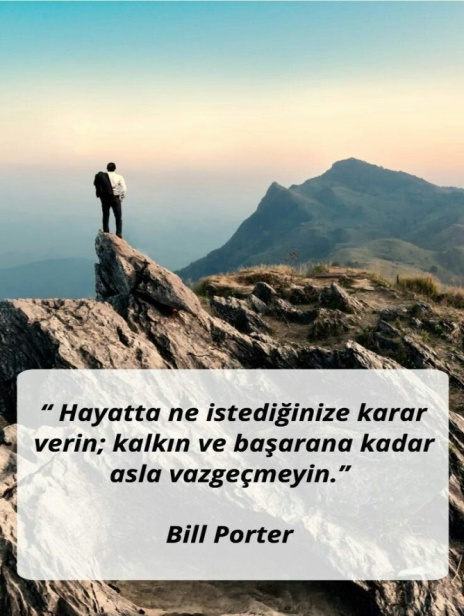 “ Hayatta ne istediğinize karar
verin; kalkın ve başarana kadar
asla vazgeçmeyin.”
Bill Porter